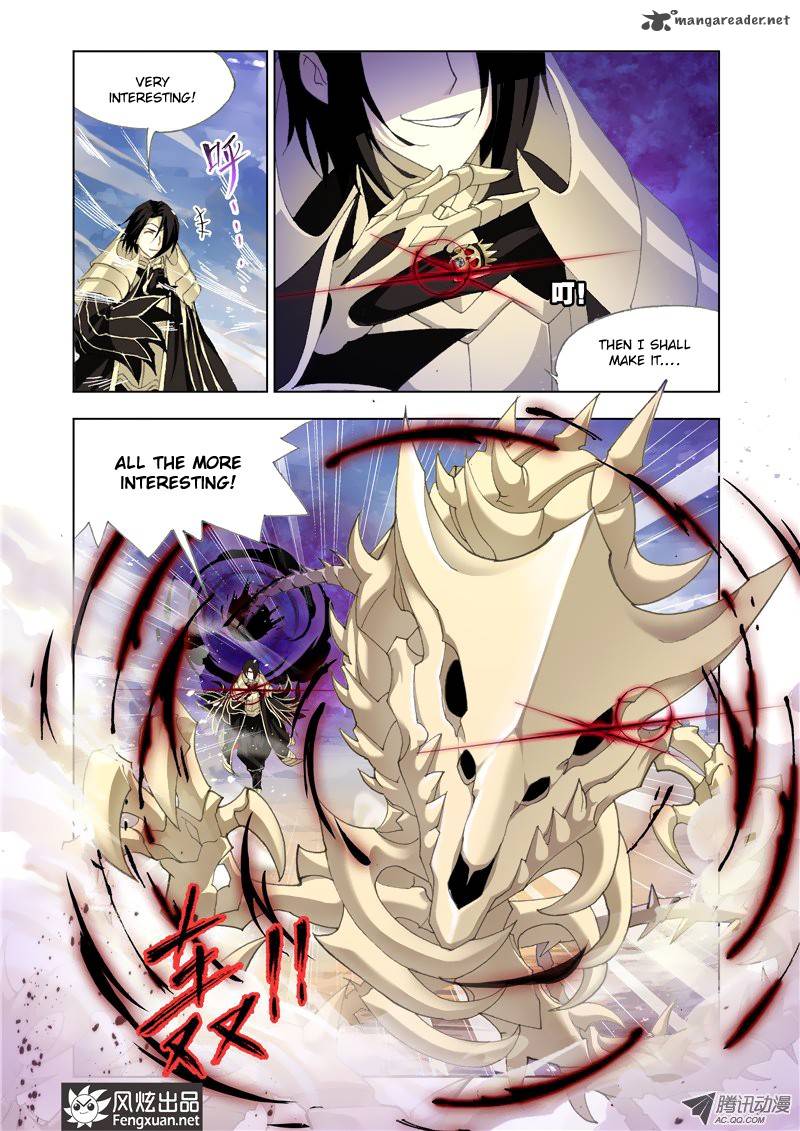 mangareader.net
VERY
INTERESTING!
呼
叮!
THEN I SHALL
MAKE IT....
ALL THE MORE
INTERESTING!
轰!!
风炫出品
Fengxuan.net
腾讯动漫
AC.QQ.COM